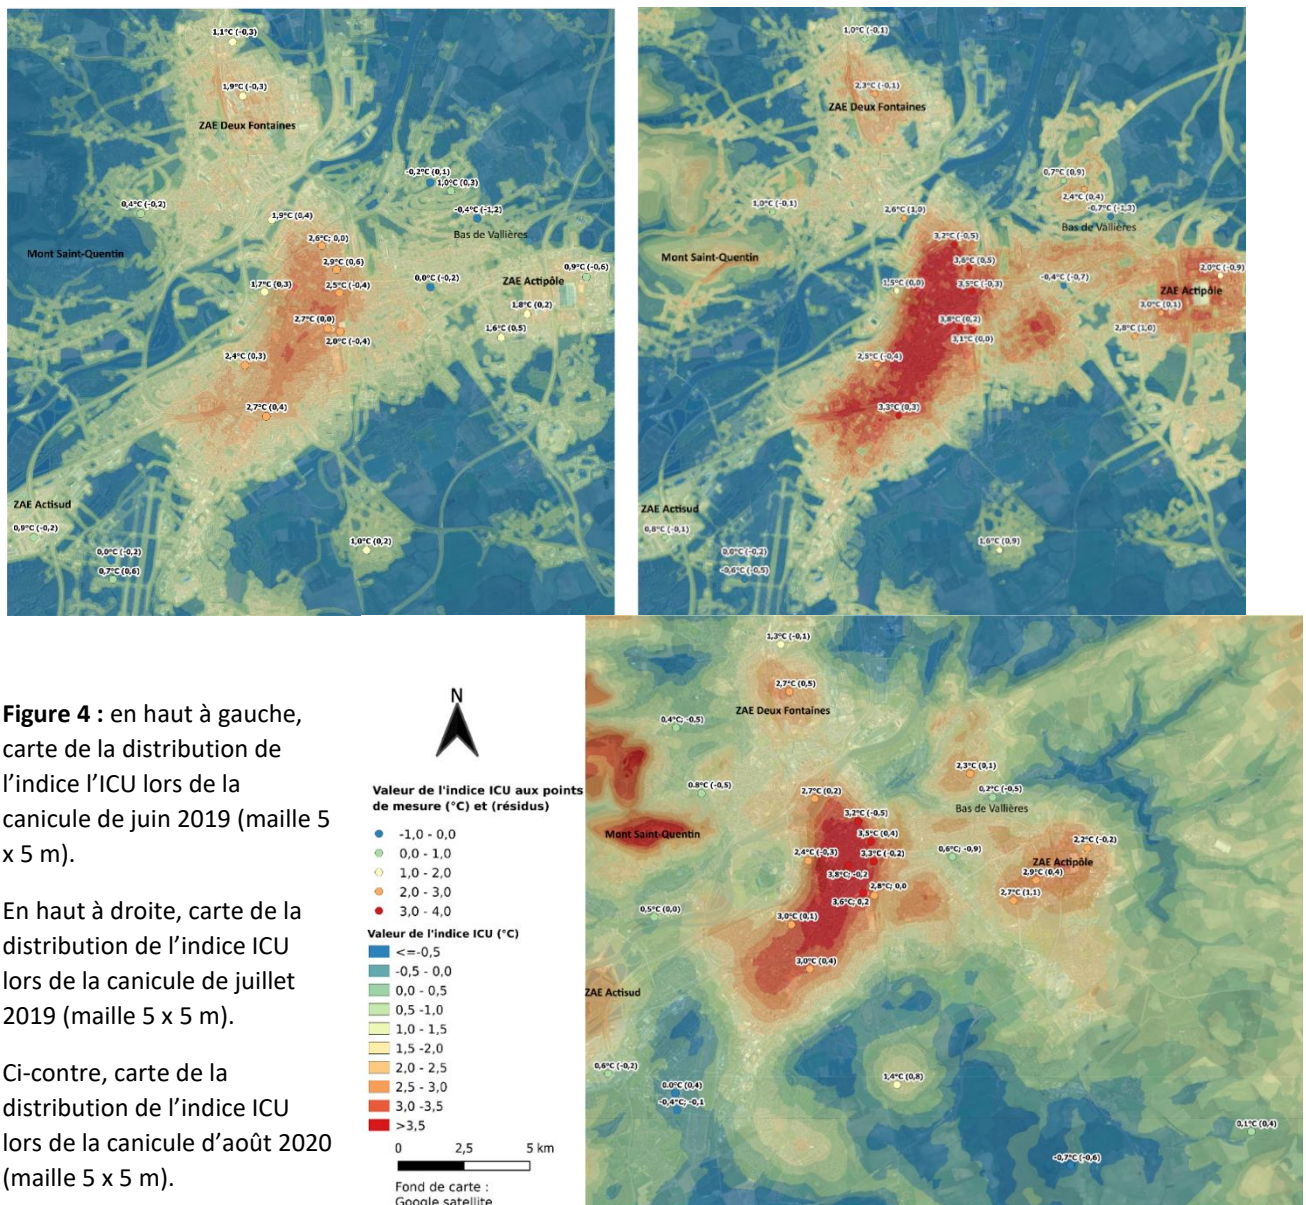 1,1°C (-0,3)
1,9°C (-0,3)
ZAE Deux Fontaines
-0,2°C (0,1)
1,0°C (0,3)
0,4°C (-0,2)
-0,4°C (-1,2)
1,9°C (0,4)
Bas de Vallières
2,6°C; 0,0)
Mont Saint-Quentin
2,9°C (0,6)
0,9°C (-0,6)
0,0°C (-0,2)
ZAE Actipôle
1,7°C (0,3)
2,5°C (-0,4)
1,8°C (0,2)
2,7°C (0,0)
1,6°C (0,5)
2,0°C (-0,4)
2,4°C (0,3)
2,7°C (0,4)
ZAE Actisud
0,9°C (-0,2)
1,0°C (0,2)
0,0°C (-0,2)
0,7°C (0,6)
1,0°C (-0,1)
2,3°C (-0,1)
ZAE Deux Fontaines
0,7°C (0,9)
2,4°C (0,4)
1,0°C (-0,1)
-0,7°C (-1,3)
2,6°C (1,0)
Bas de Vallières
3,2°C (-0,5)
Mont Saint-Quentin
3,6°C (0,5)
2,0°C (-0,9)
-0,4°C (-0,7)
1,5°C (0,0)
3,5°C (-0,3)
ZAE Actipôle
3,0°C (0,1)
3,8°C (0,2)
2,8°C (1,0)
3,1°C (0,0)
2,5°C (-0,4)
3,3°C (0,3)
ZAE Actisud
0,8°C (-0,1)
1,6°C (0,9)
0,0°C (-0,2)
-0,6°C (-0,5)
Figure 4 : en haut à gauche,
carte de la distribution de
l’indice l’ICU lors de la
canicule de juin 2019 (maille 5
x 5 m).
En haut à droite, carte de la
distribution de l’indice ICU
lors de la canicule de juillet
2019 (maille 5 x 5 m).
Ci-contre, carte de la
distribution de l’indice ICU
lors de la canicule d’août 2020
(maille 5 x 5 m).
N
Valeur de l'indice ICU aux points
de mesure (°C) et (résidus)
-1,0 - 0,0
0,0 - 1,0
1,0 - 2,0
2,0 - 3,0
3,0 - 4,0
Valeur de l'indice ICU (°C)
<=-0,5
-0,5 - 0,0
0,0 - 0,5
0,5 -1,0
1,0 - 1,5
1,5 -2,0
2,0 - 2,5
2,5 - 3,0
3,0 -3,5
>3,5
0 2,5 5 km
Fond de carte :
Google satellite
1,3°C (-0,1)
2,7°C (0,5)
ZAE Deux Fontaines
0,4°C; -0,5)
2,3°C (0,1)
0.8°C (-0,5)
0,2°C (-0,5)
2,7°C (0,2)
Bas de Vallières
3,2°C (-0,5)
Mont Saint-Quentin
3,5°C (0,4)
2,2°C (-0,2)
2,4°C (-0,3)
3,3°C (-0,2)
0,6°C; -0,9)
ZAE Actipôle
3,8°C; -0,2
2,9°C (0,4)
2,8°C; 0,0
2,7°C (1,1)
3,6°C; 0,2
0,5°C (0,0)
3,0°C (0,1)
3,0°C (0,4)
ZAE Actisud
0,6°C (-0,2)
1,4°C (0,8)
0.0°C (0,4)
-0,4°C; -0,1
0,1°C (0,4)
-0,7°C (-0,6)